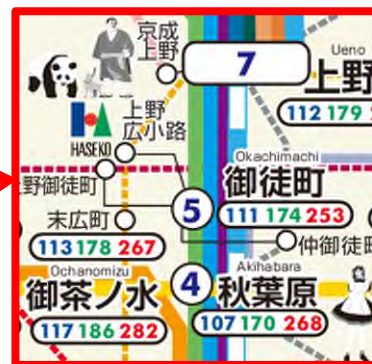 京成
上野
7
Ueno
上野
112 179
上野
広小路
HASEKO
Okachimachi
御徒町
野御徒町
5
111 174 253
末広町
仲御徒町
113 178 267
Ochanomizu
御茶ノ水
4
Akihabara
秋葉原
117 186 282
107 170 268